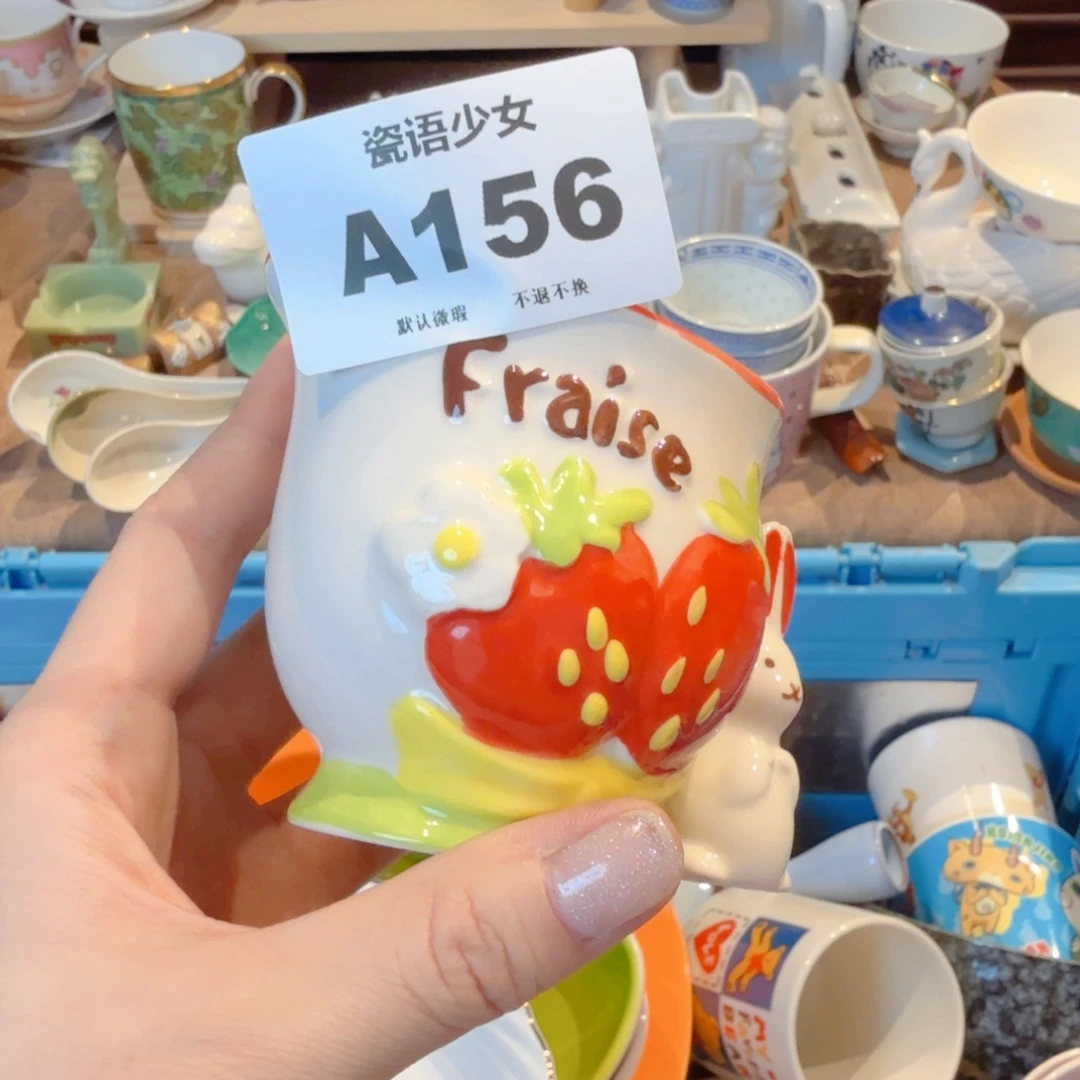 瓷语少女
A156
默认微瑕 不退不换
Fraise